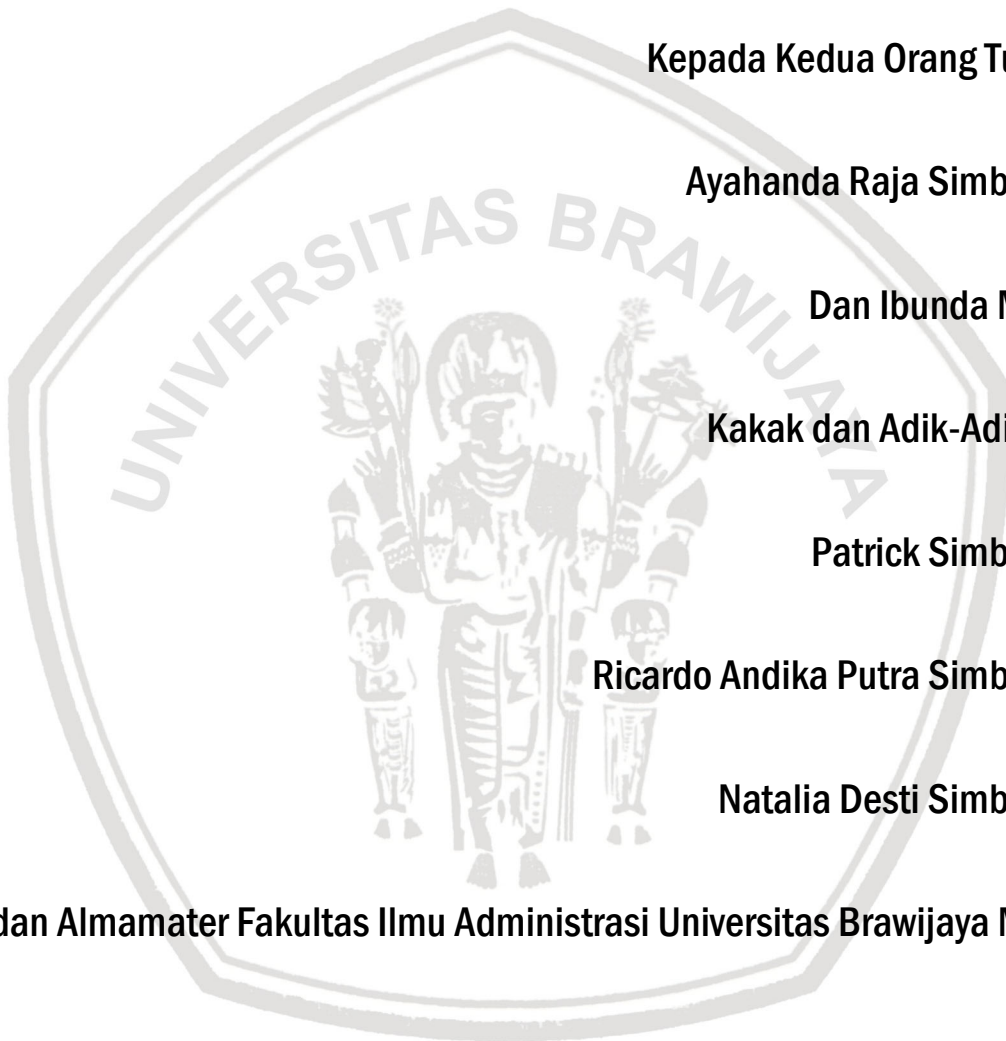 Kepada Kedua Orang Tu
Ayahanda Raja Simb
UNIVERSITAS BRAWIJAYA
Dan Ibunda
Kakak dan Adik-Adi
Patrick Simb
Ricardo Andika Putra Simb
Natalia Desti Simb
dan Almamater Fakultas Ilmu Administrasi Universitas Brawijaya